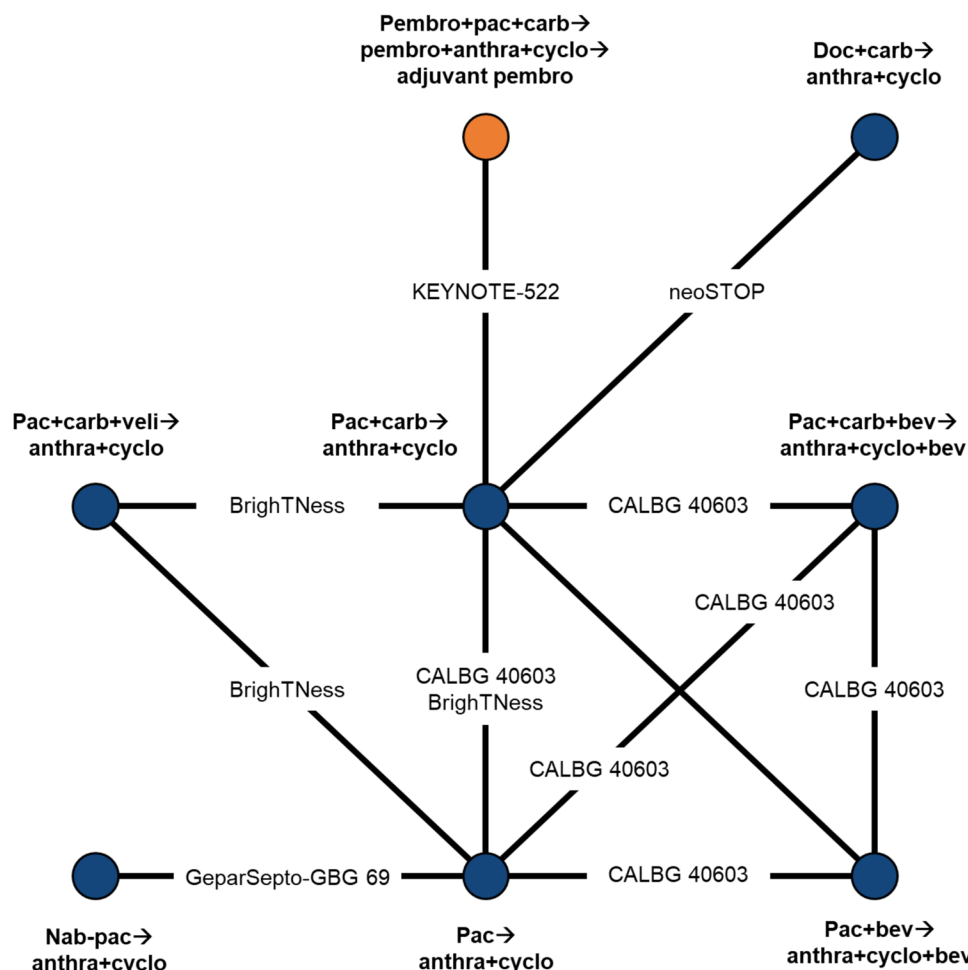 Pembro+pac+carb→
pembro+anthra+cyclo→
adjuvant pembro
Doc+carb→
anthra+cyclo
KEYNOTE-522
neoSTOP
Pac+carb+veli→
anthra+cyclo
Pac+carb→
anthra+cyclo
Pac+carb+bev→
anthra+cyclo+bev
BrighTNess
CALBG 40603
CALBG 40603
BrighTNess
CALBG 40603
BrighTNess
CALBG 40603
CALBG 40603
GeparSepto-GBG 69
CALBG 40603
Nab-pac→
anthra+cyclo
Pac→
anthra+cyclo
Pac+bev→
anthra+cyclo+bev